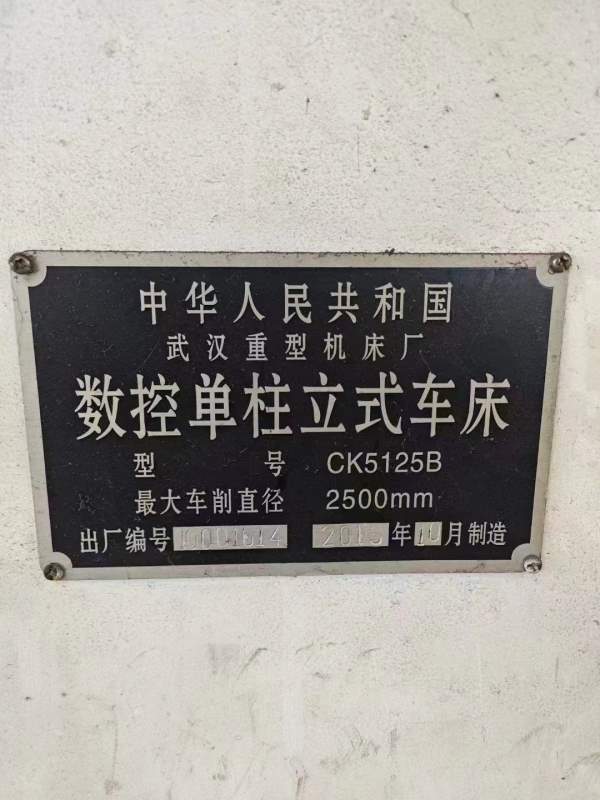 中华人民共和国
武汉重型机床厂
数控单柱立式车床
型 号 CK5125B
最大车削直径 2500mm
出厂编号 年10月制造